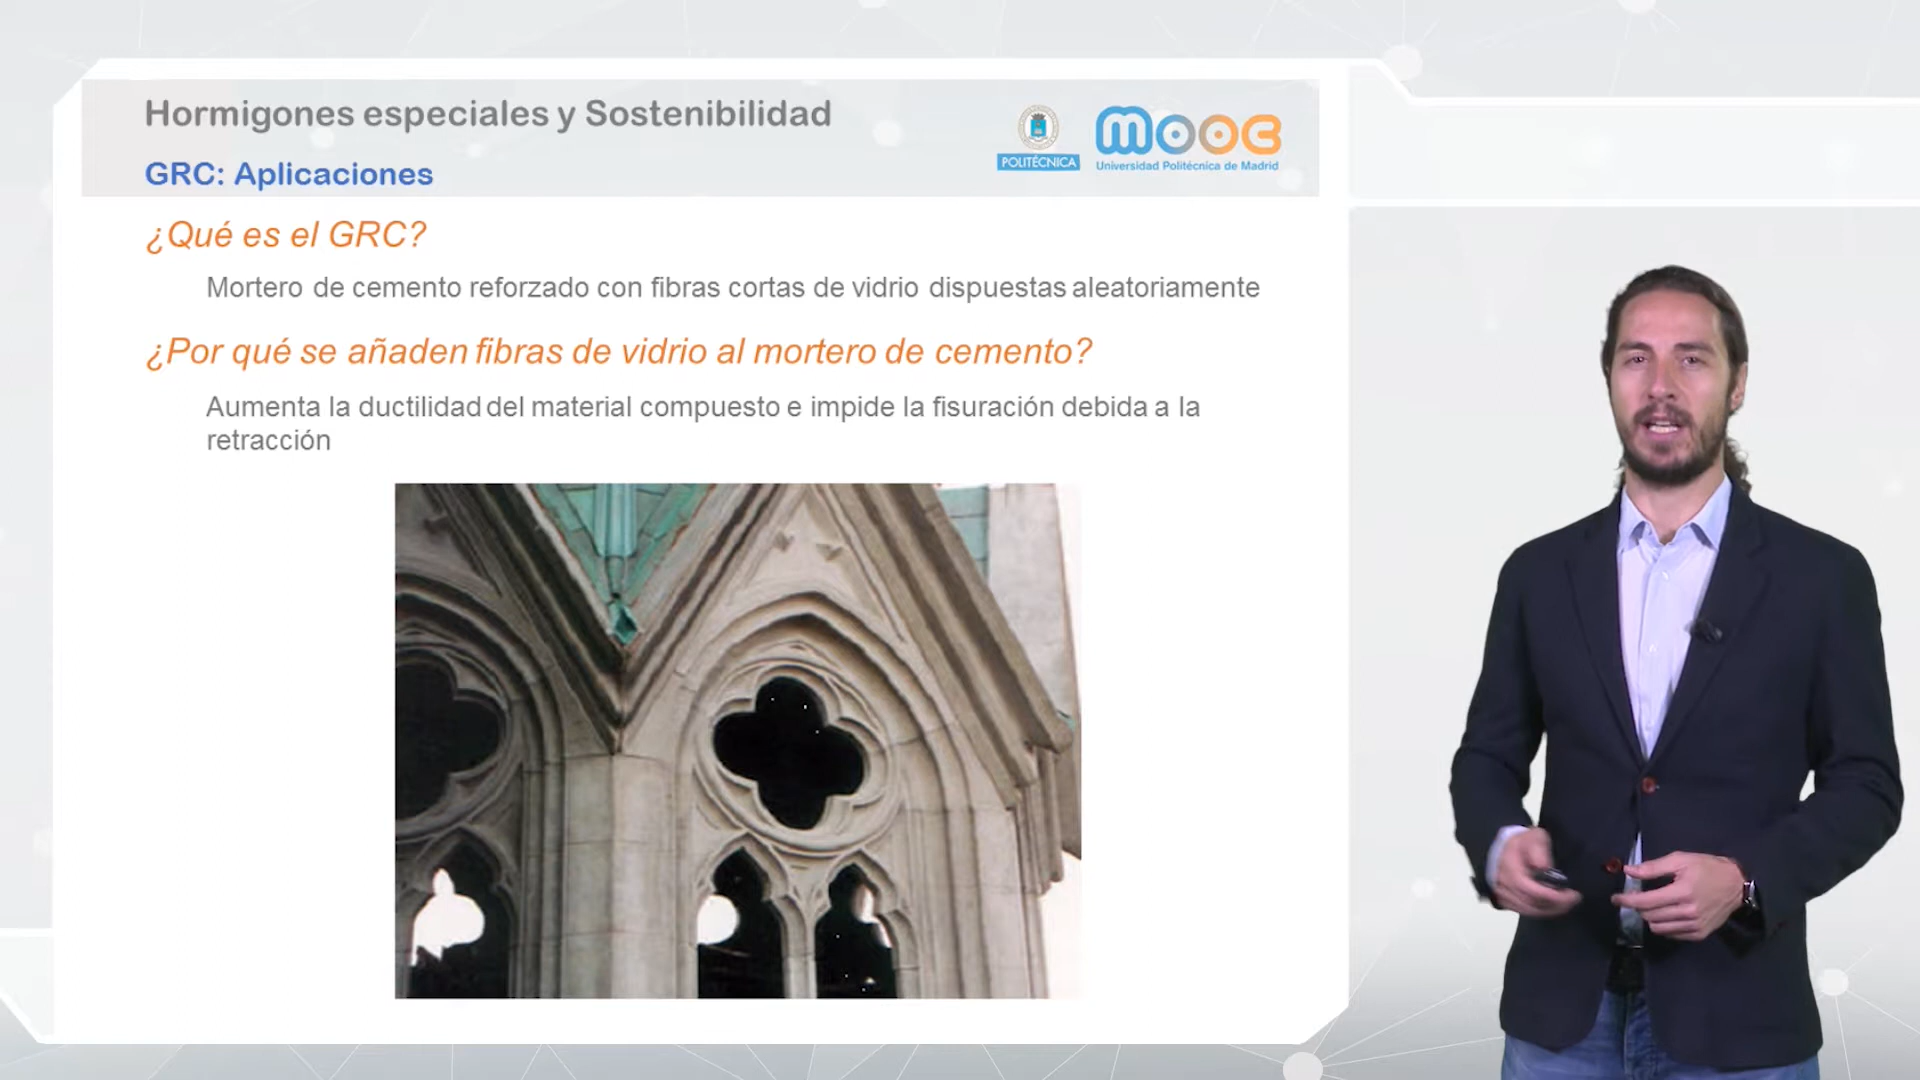 Hormigones especiales y Sostenibilidad
GRC: Aplicaciones
POLITÉCNICA
mooc
Universidad Politécnica de Madrid
¿Qué es el GRC?
Mortero de cemento reforzado con fibras cortas de vidrio dispuestas aleatoriamente
¿Por qué se añaden fibras de vidrio al mortero de cemento?
Aumenta la ductilidad del material compuesto e impide la fisuración debida a la
retracción